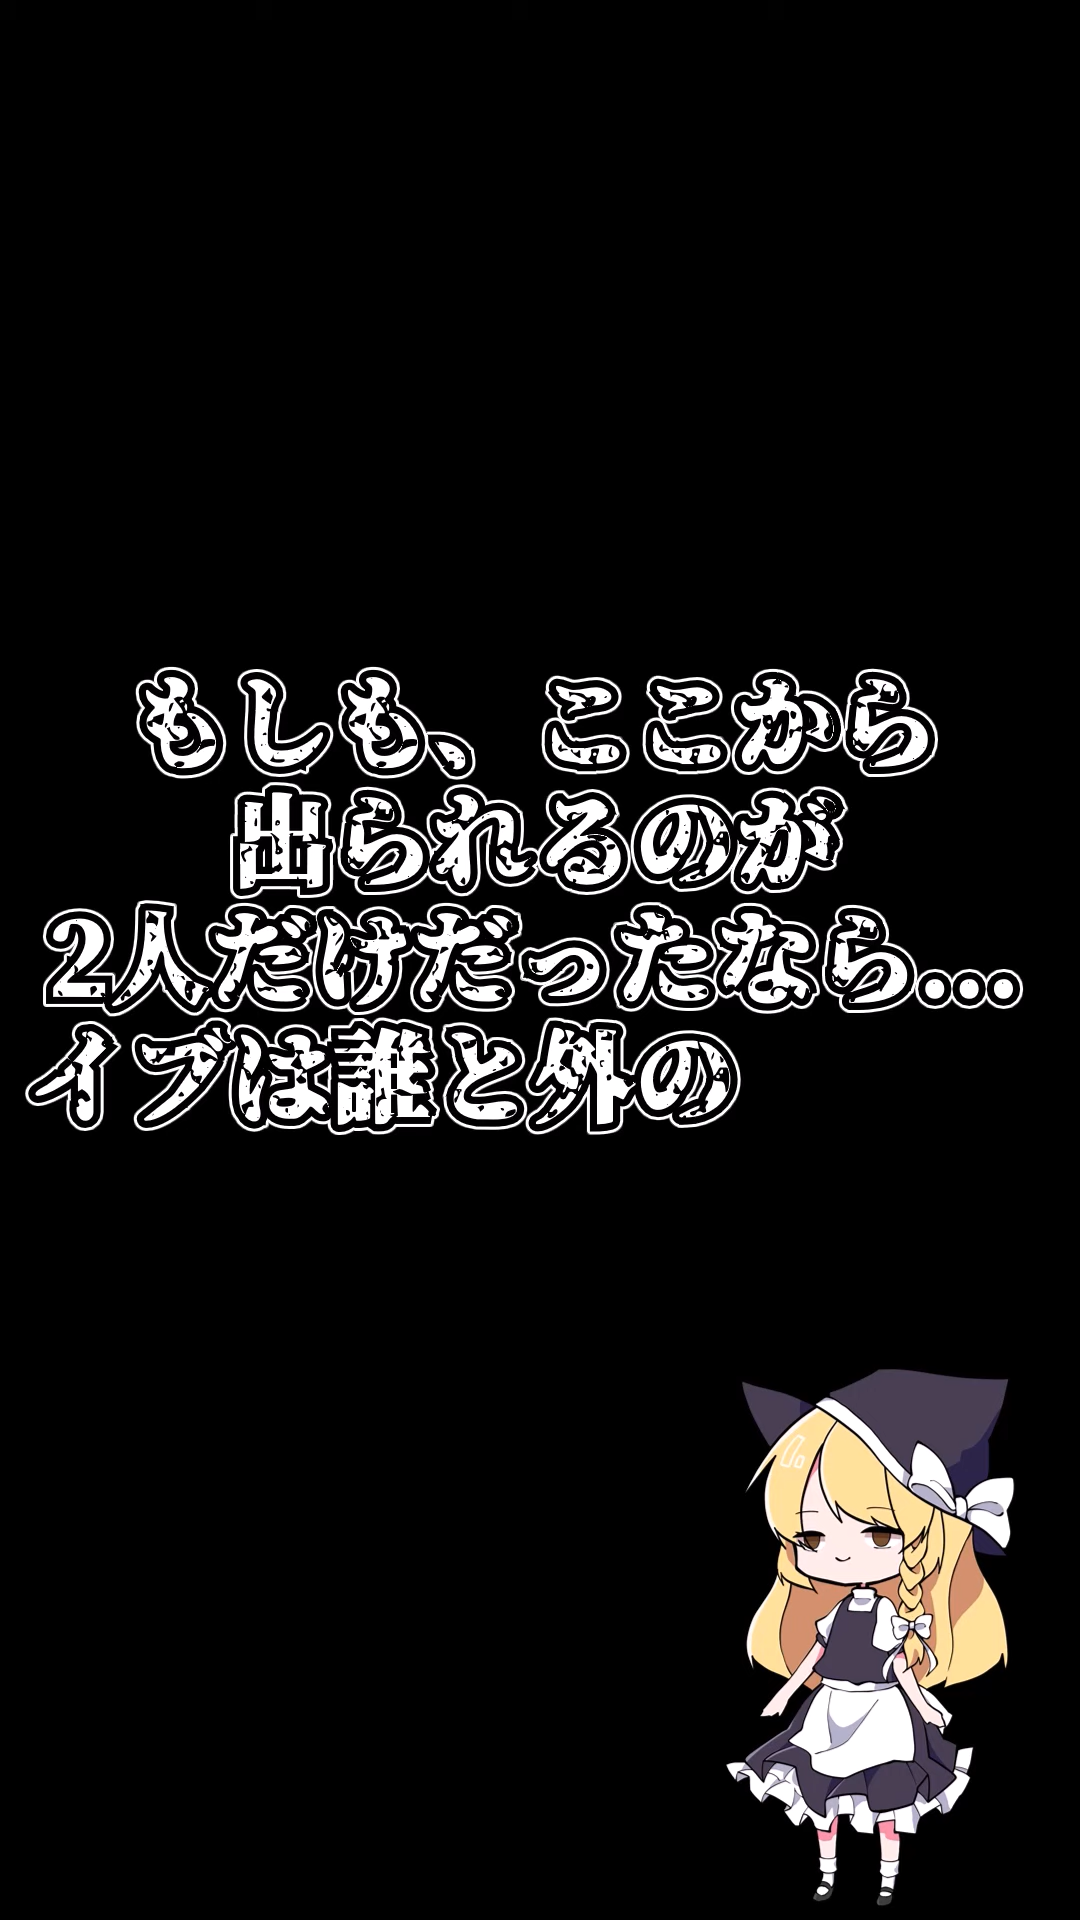 もしも、ここから
出られるのが
2人だけだったなら...
イブは誰と外の